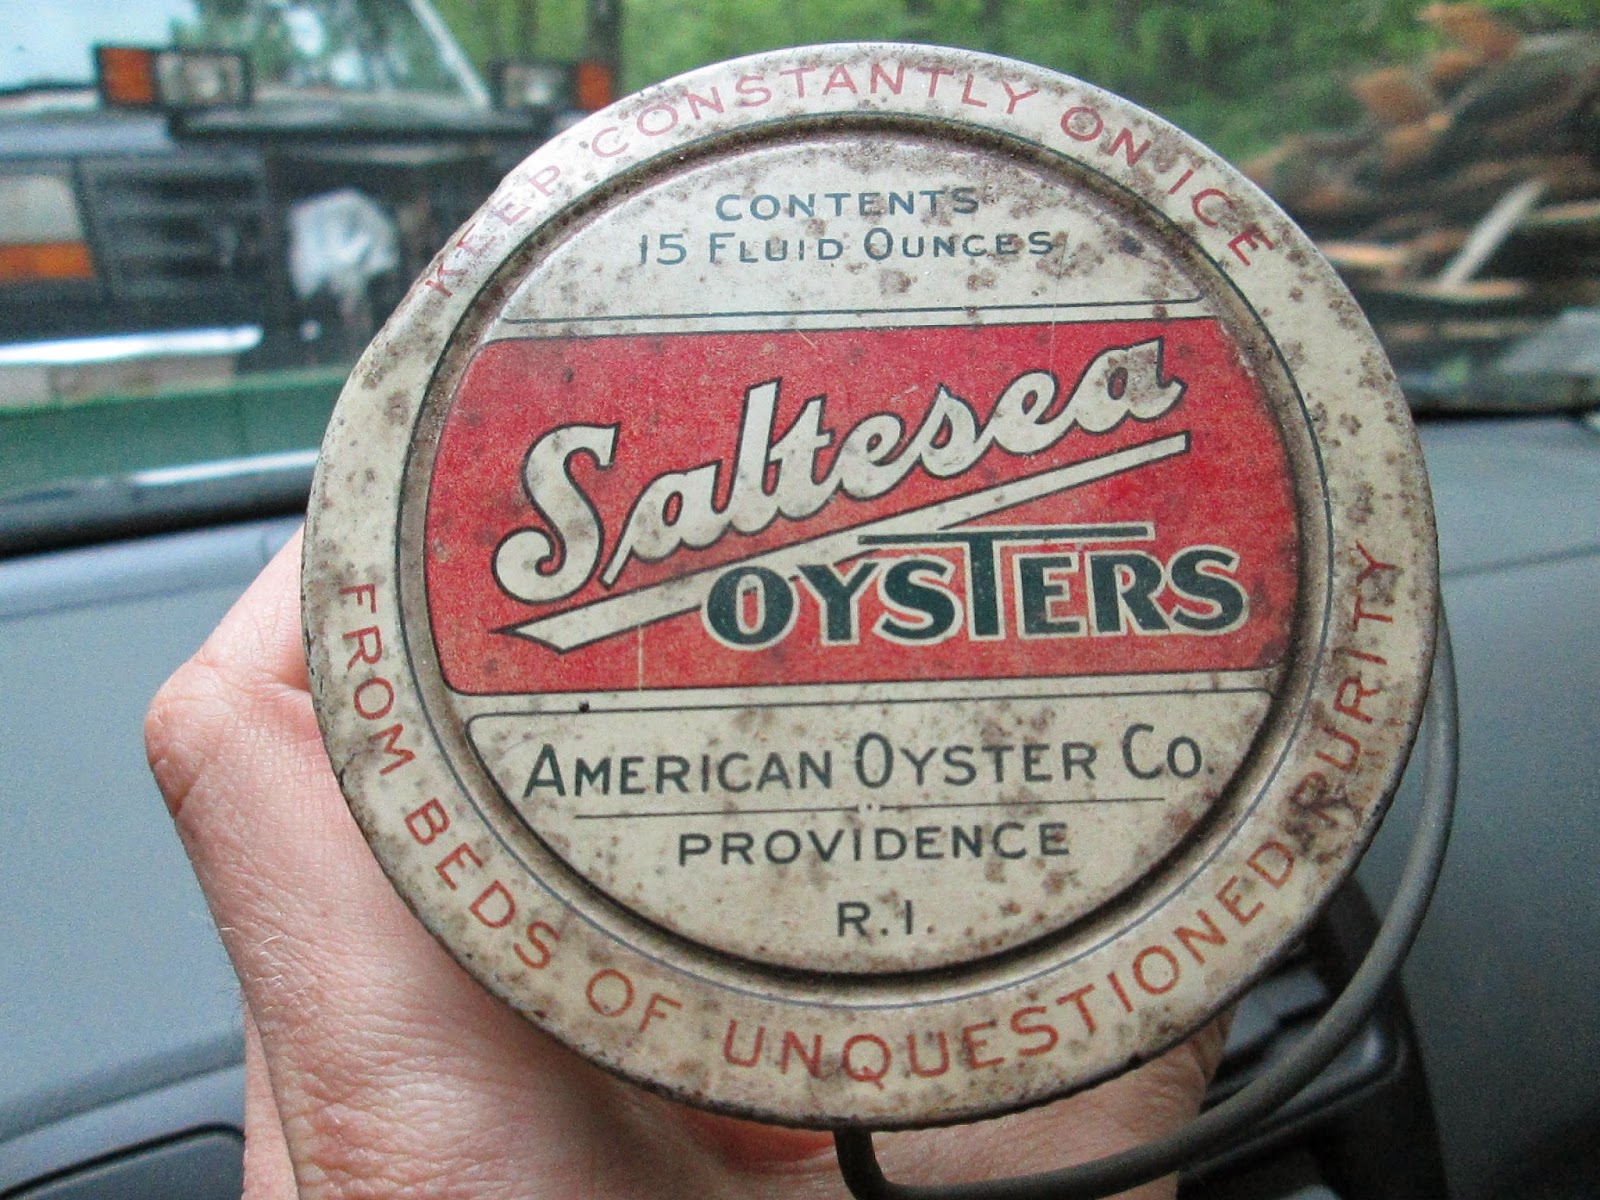 KEEP CONSTANTLY ON ICE
CONTENTS
15 FLUID OUNCES
Saltesea
OYSTERS
AMERICAN OYSTER CO.
PROVIDENCE
R.I.
FROM BEDS OF UNQUESTIONED PURITY